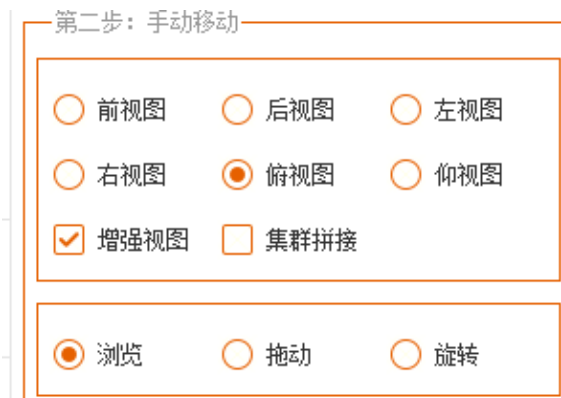 第二步：手动移动
前视图 后视图 左视图
右视图 俯视图 仰视图
增强视图 集群拼接
浏览 拖动 旋转